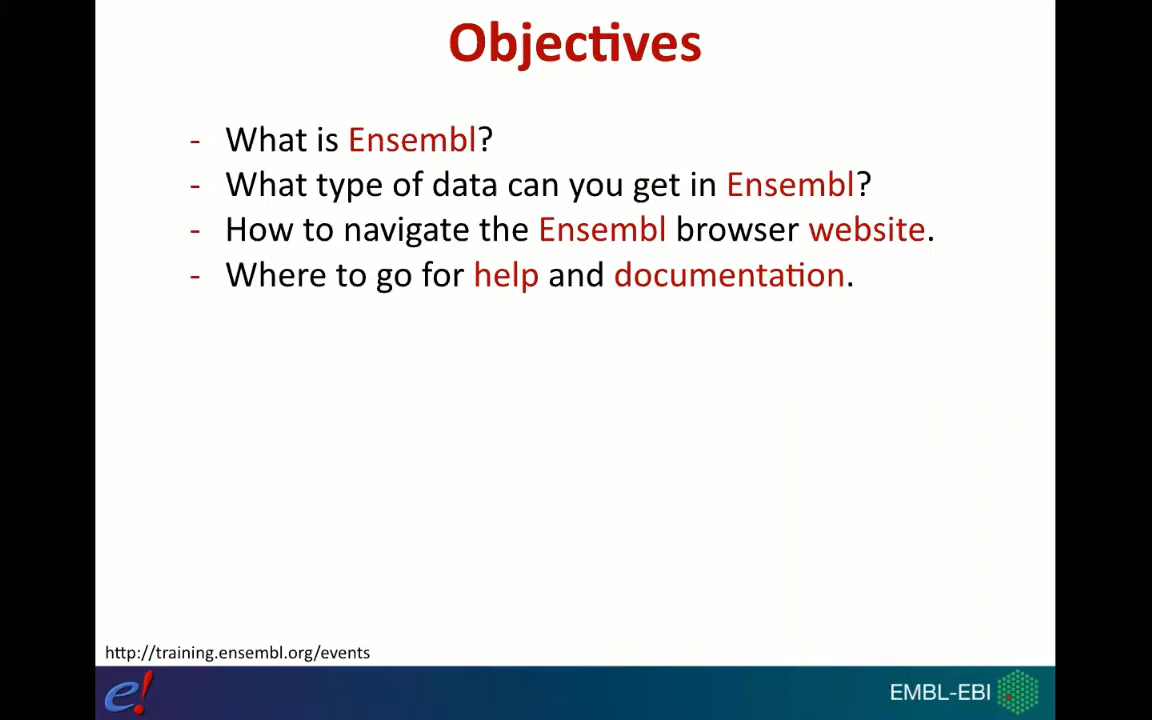 Objectives
- What is Ensembl?
- What type of data can you get in Ensembl?
- How to navigate the Ensembl browser website.
- Where to go for help and documentation.
http://training.ensembl.org/events
e!
EMBL-EBI